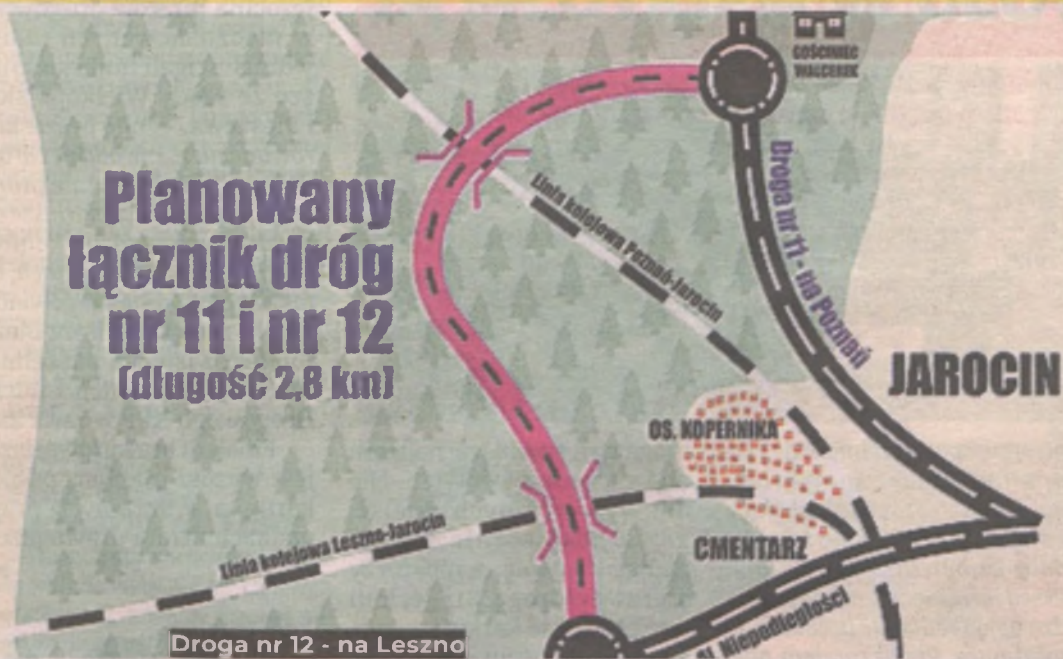 GOŚCINIEC
WALCEREK
Planowany
łącznik dróg
nr 11 i nr 12
(długość 2,8 km)
Linia kolejowa Poznań-Jarocin
Droga nr 11 - na Poznań
JAROCIN
OS. KOPERNIKA
Linia kolejowa Leszno-Jarocin
CMENTARZ
Al. Niepodległości
Droga nr 12 - na Leszno